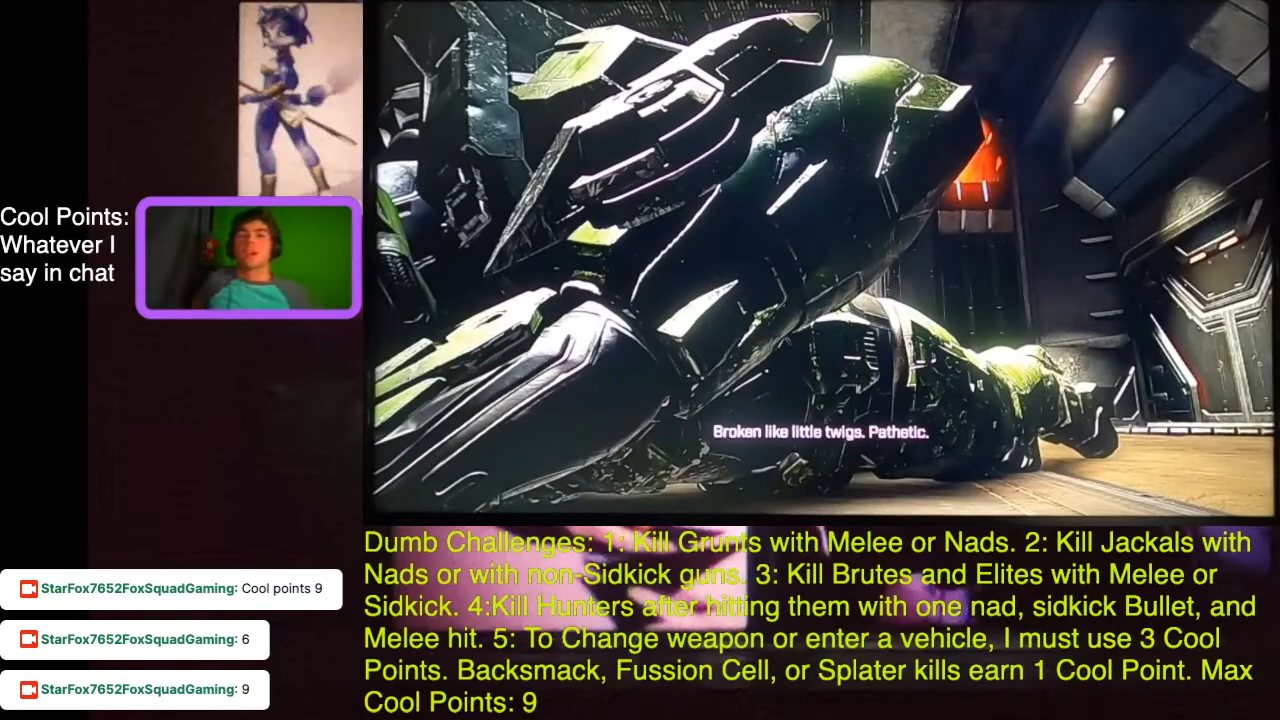 Cool Points:
Whatever I
say in chat
Broken like little twigs. Pathetic.
Dumb Challenges: 1: Kill Grunts with Melee or Nads. 2: Kill Jackals with
Nads or with non-Sidkick guns. 3: Kill Brutes and Elites with Melee or
Sidkick. 4:Kill Hunters after hitting them with one nad, sidkick Bullet, and
Melee hit. 5: To Change weapon or enter a vehicle, I must use 3 Cool
Points. Backsmack, Fussion Cell, or Splater kills earn 1 Cool Point. Max
Cool Points: 9
StarFox7652FoxSquadGaming: Cool points 9
StarFox7652FoxSquadGaming: 6
StarFox7652FoxSquadGaming: 9